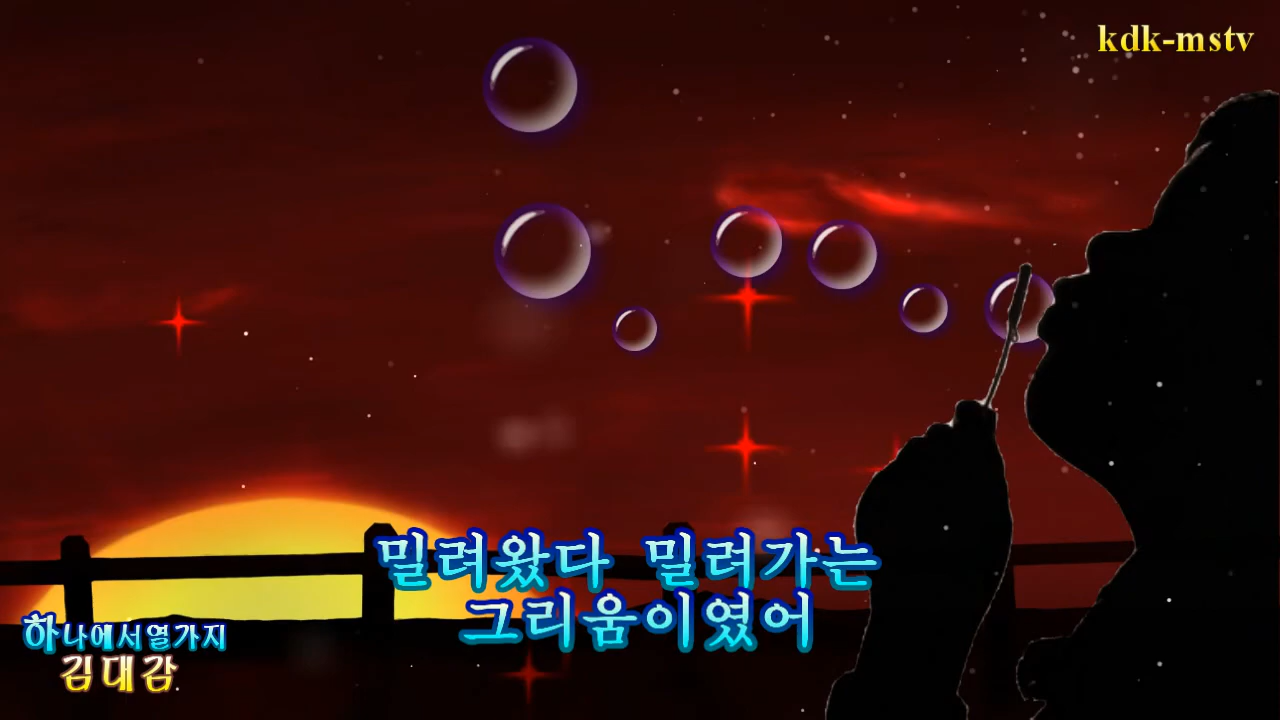 kdk-mstv
밀려왔다 밀려가는
그리움이였어
하나에서열가지
김대감